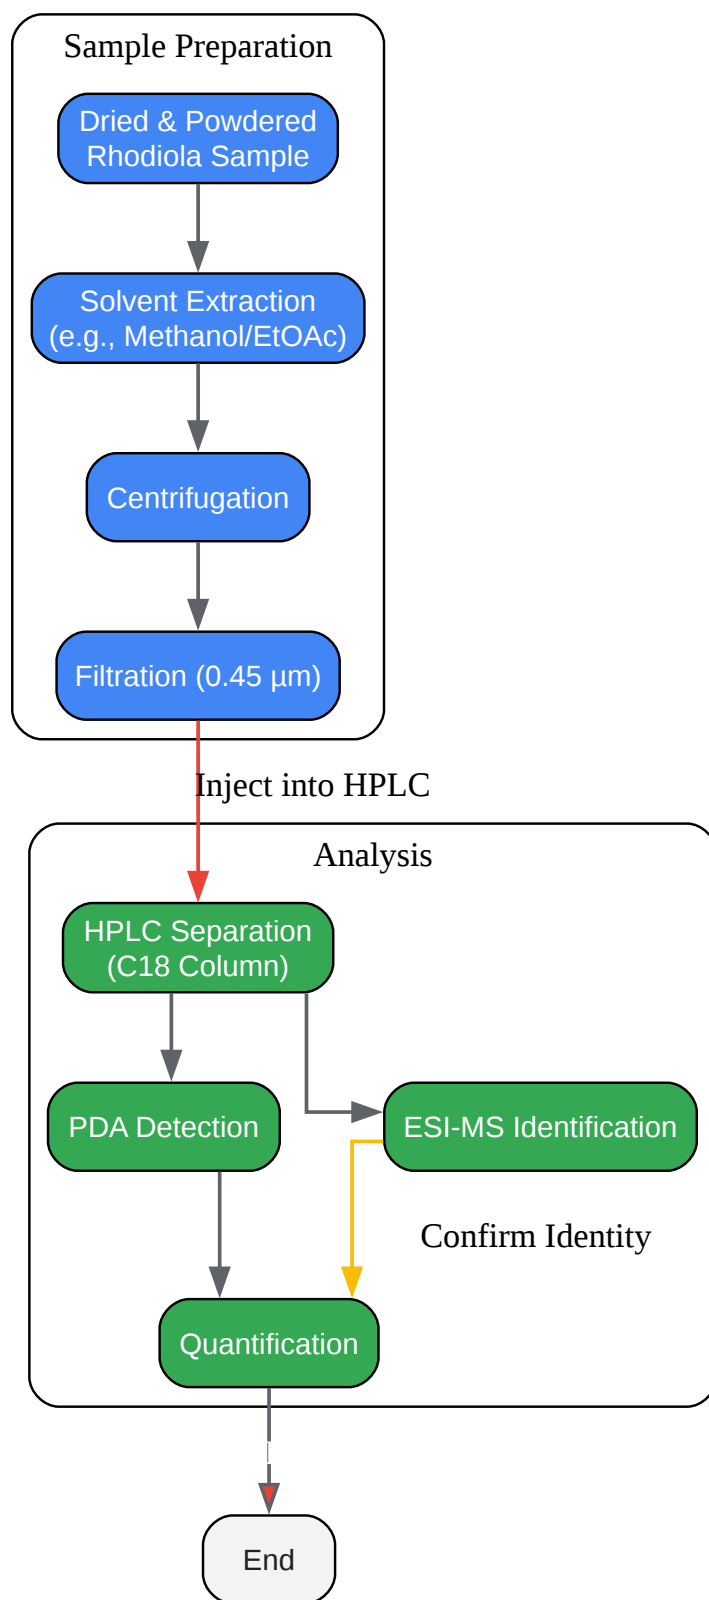 Sample Preparation
Dried & Powdered
Rhodiola Sample
Solvent Extraction
(e.g., Methanol/EtOAc)
Centrifugation
Filtration (0.45 µm)
Inject into HPLC
Analysis
HPLC Separation
(C18 Column)
PDA Detection
ESI-MS Identification
Confirm Identity
Quantification
End